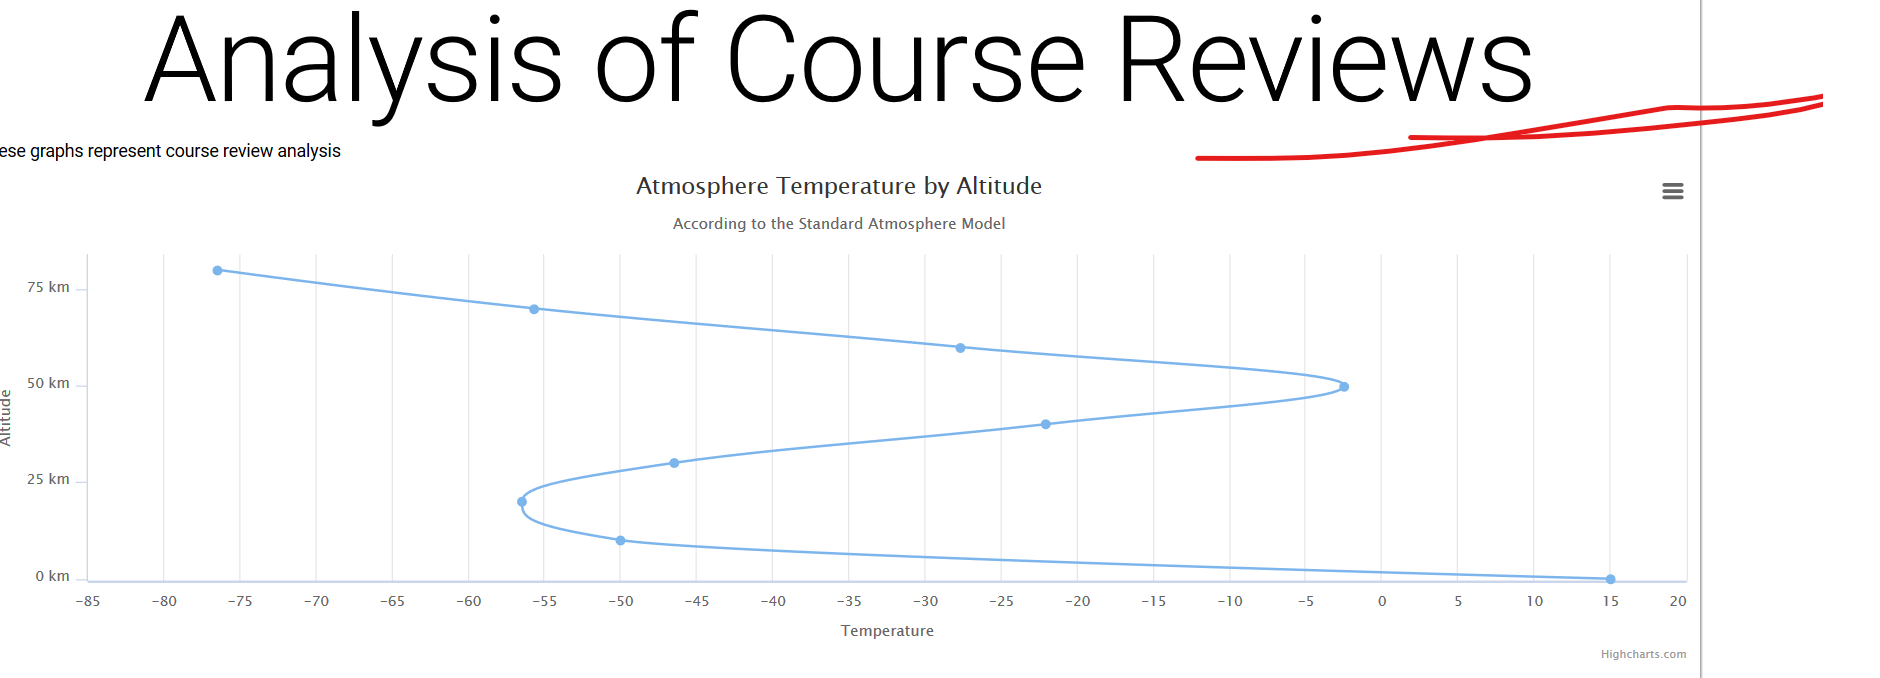 Analysis of Course Reviews
ese graphs represent course review analysis
Atmosphere Temperature by Altitude
According to the Standard Atmosphere Model
Altitude
75 km
50 km
25 km
0 km
−85 −80 −75 −70 −65 −60 −55 −50 −45 −40 −35 −30 −25 −20 −15 −10 −5 0 5 10 15 20
Temperature
Highcharts.com